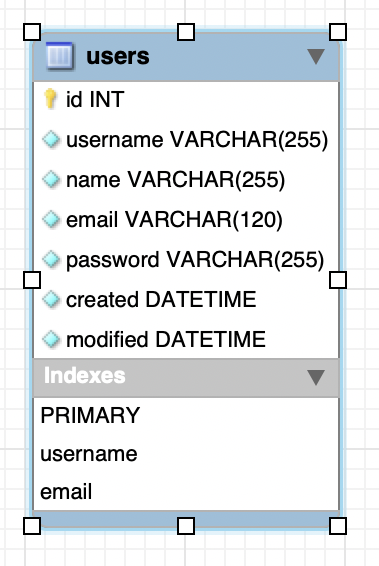 users
id INT
username VARCHAR(255)
name VARCHAR(255)
email VARCHAR(120)
password VARCHAR(255)
created DATETIME
modified DATETIME
Indexes
PRIMARY
username
email